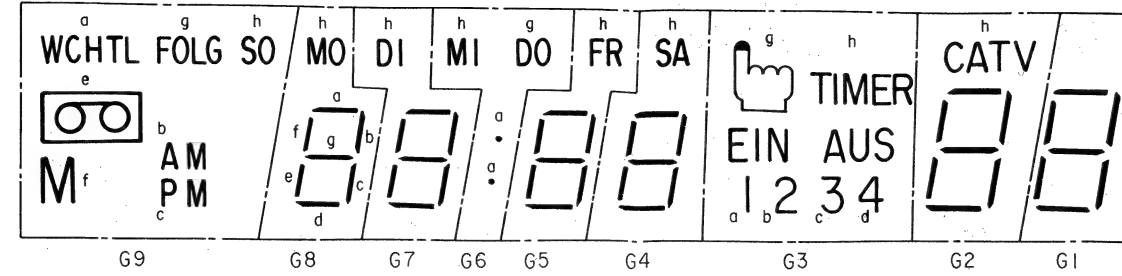 a g h h h h g h h g h h
WCHTL FOLG SO MO DI MI DO FR SA CATV
e
TIMER
a a
b f g b
AM EIN AUS
M f a
PM e c 1 2 3 4
c d a b c d
G9 G8 G7 G6 G5 G4 G3 G2 G1